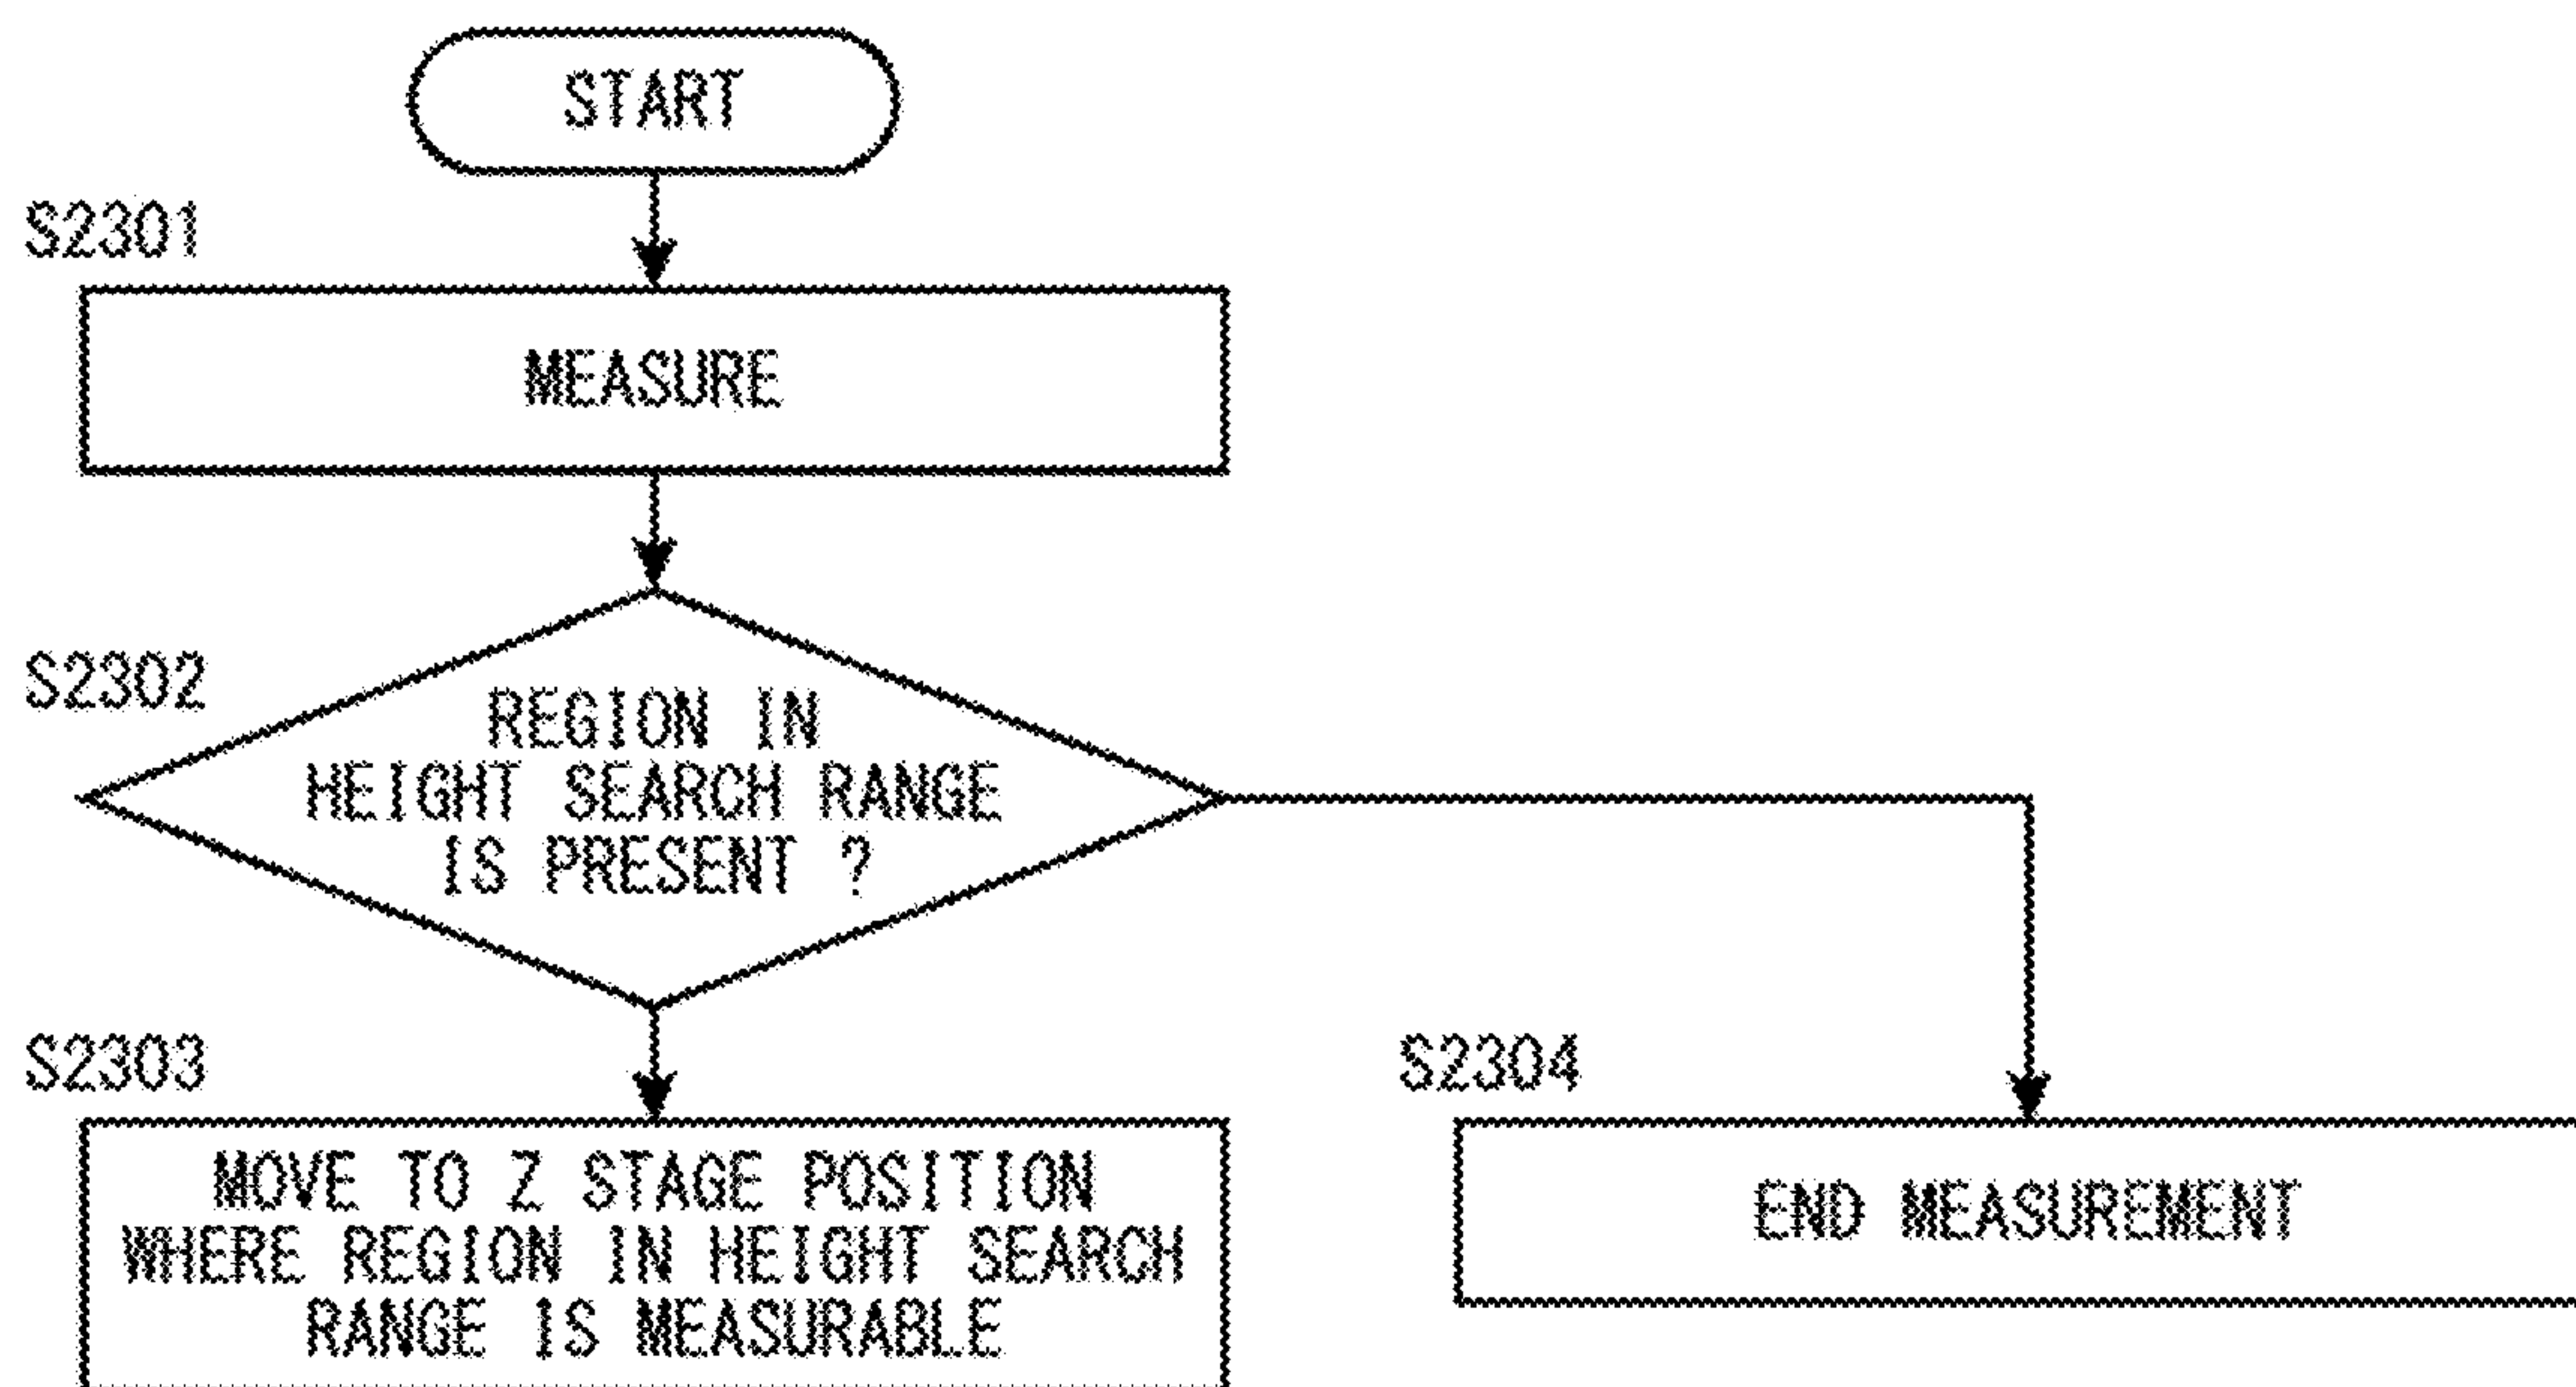 START
S2301
MEASURE
S2302
REGION IN
HEIGHT SEARCH RANGE
IS PRESENT ?
S2303
MOVE TO Z STAGE POSITION
WHERE REGION IN HEIGHT SEARCH
RANGE IS MEASURABLE
S2304
END MEASUREMENT